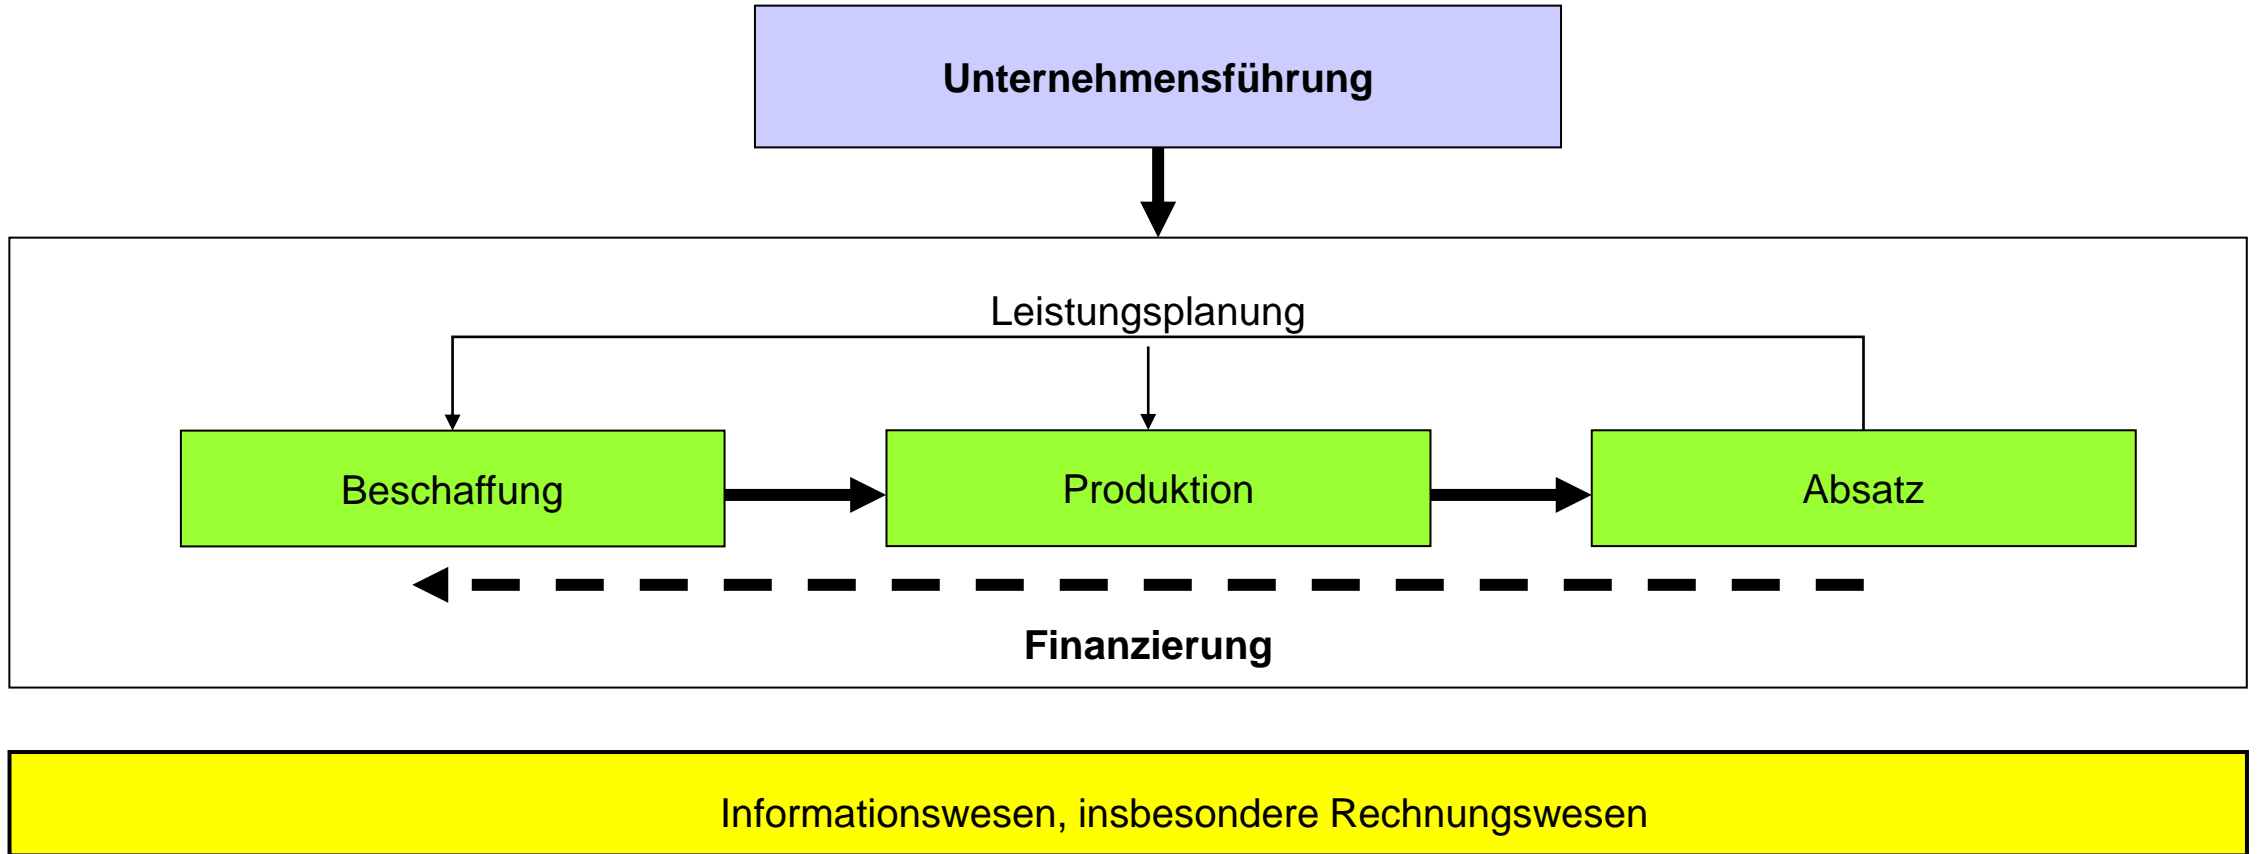 Unternehmensführung
Leistungsplanung
Beschaffung
Produktion
Absatz
Finanzierung
Informationswesen, insbesondere Rechnungswesen